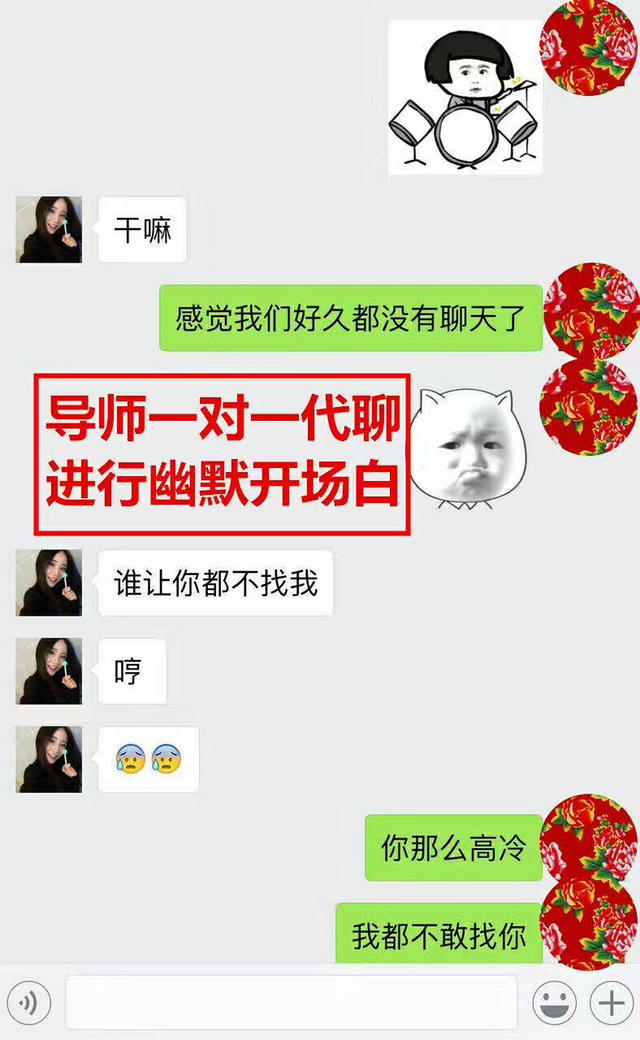 干嘛
感觉我们好久都没有聊天了
导师一对一代聊
进行幽默开场白
谁让你都不找我
哼
你那么高冷
我都不敢找你